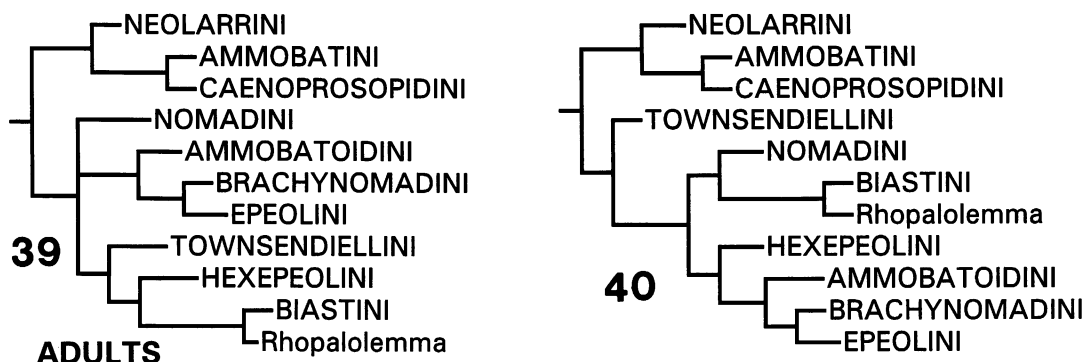 NEOLARRINI
AMMOBATINI
CAENOPROSOPIDINI
NOMADINI
AMMOBATOIDINI
BRACHYNOMADINI
EPEOLINI
TOWNSENDIELLINI
HEXEPEOLINI
BIASTINI
Rhopalolemma
39
ADULTS
NEOLARRINI
AMMOBATINI
CAENOPROSOPIDINI
TOWNSENDIELLINI
NOMADINI
BIASTINI
Rhopalolemma
HEXEPEOLINI
AMMOBATOIDINI
BRACHYNOMADINI
EPEOLINI
40